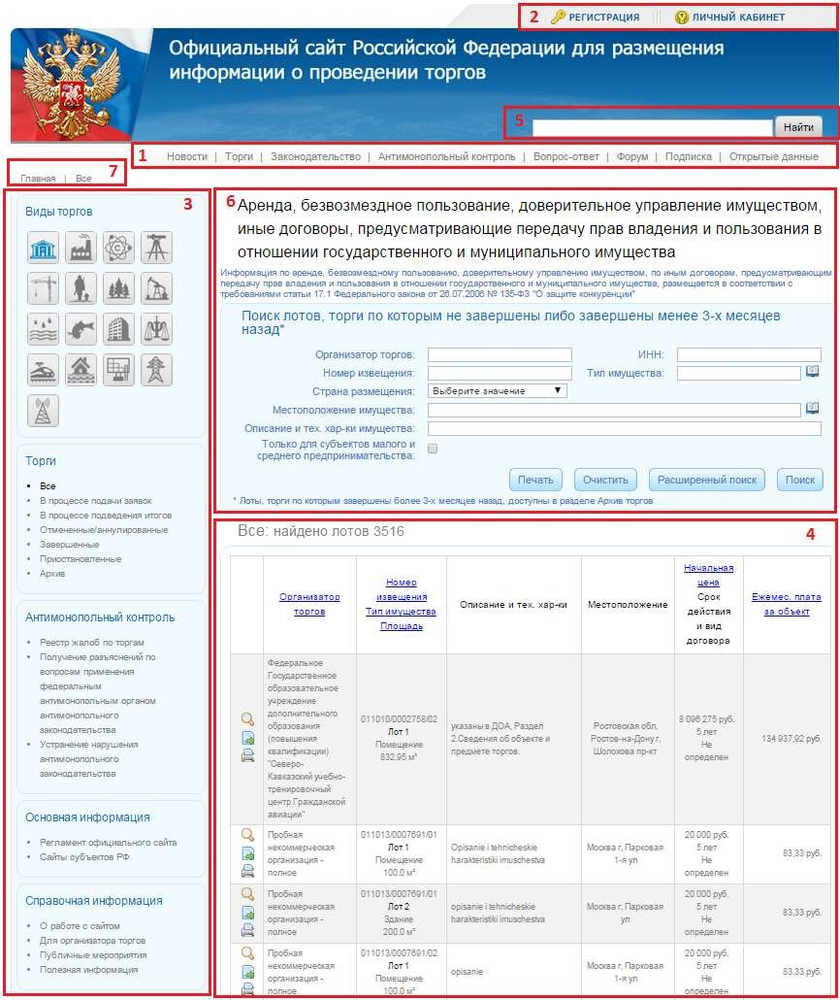 2 РЕГИСТРАЦИЯ ЛИЧНЫЙ КАБИНЕТ
Официальный сайт Российской Федерации для размещения
информации о проведении торгов
5 Найти
1 Новости | Торги | Законодательство | Антимонопольный контроль | Вопрос-ответ | Форум | Подписка | Открытые данные
Главная | Все 7
3
Виды торгов
Торги
Все
В процессе подачи заявок
В процессе подведения итогов
Отмененные/аннулированные
Завершенные
Приостановленные
Архив
Антимонопольный контроль
Реестр жалоб по торгам
Получение разъяснений по
вопросам применения
федеральным
антимонопольным органом
антимонопольного
законодательства
Устранение нарушения
антимонопольного
законодательства
Основная информация
Регламент официального сайта
Сайты субъектов РФ
Справочная информация
О работе с сайтом
Для организатора торгов
Публичные мероприятия
Полезная информация
6
Аренда, безвозмездное пользование, доверительное управление имуществом,
иные договоры, предусматривающие передачу прав владения и пользования в
отношении государственного и муниципального имущества
Информация по аренде, безвозмездному пользованию, доверительному управлению имуществом, по иным договорам, предусматривающим
передачу прав владения и пользования в отношении государственного и муниципального имущества, размещается в соответствии с
требованиями статьи 17.1 Федерального закона от 26.07.2006 № 135-ФЗ "О защите конкуренции"
Поиск лотов, торги по которым не завершены либо завершены менее 3-х месяцев
назад*
Организатор торгов: ИНН:
Номер извещения: Тип имущества:
Страна размещения: Выберите значение
Местоположение имущества:
Описание и тех. хар-ки имущества:
Только для субъектов малого и
среднего предпринимательства:
Печать Очистить Расширенный поиск Поиск
* Лоты, торги по которым завершены более 3-х месяцев назад, доступны в разделе Архив торгов
4
Все: найдено лотов 3516
Организатор
торгов
Номер
извещения
Тип имущества
Площадь
Описание и тех. хар-ки
Местоположение
Начальная
цена
Срок
действия
и вид
договора
Ежемес. плата
за объект
Федеральное
Государственное
образовательное
учреждение
дополнительного
образования
(повышения
квалификации)
"Северо-
Кавказский учебно-
тренировочный
центр Гражданской
авиации"
011010/0002758/02
Лот 1
Помещение
832.95 м²
указаны в ДОА, Раздел
2.Сведения об объекте и
предмете торгов.
Ростовская обл,
Ростов-на-Дону г,
Шолохова пр-кт
8 096 275 руб.
5 лет
Не
определен
134 937,92 руб.
Пробная
некоммерческая
организация -
полное
011013/0007691/01
Лот 1
Помещение
100.0 м²
Opisanie i tehnicheskie
harakteristiki imuschestva
Москва г, Парковая
1-я ул
20 000 руб.
5 лет
Не
определен
83,33 руб.
Пробная
некоммерческая
организация -
полное
011013/0007691/01
Лот 2
Здание
200.0 м²
opisanie i tehnicheskie
harakteristiki imuschestva
Москва г, Парковая
ул
20 000 руб.
5 лет
Не
определен
83,33 руб.
Пробная
некоммерческая
организация -
полное
011013/0007691/02
Лот 1
Помещение
100.0 м²
opisanie
Москва г, Парковая
1-я ул
20 000 руб.
5 лет
Не
определен
83,33 руб.